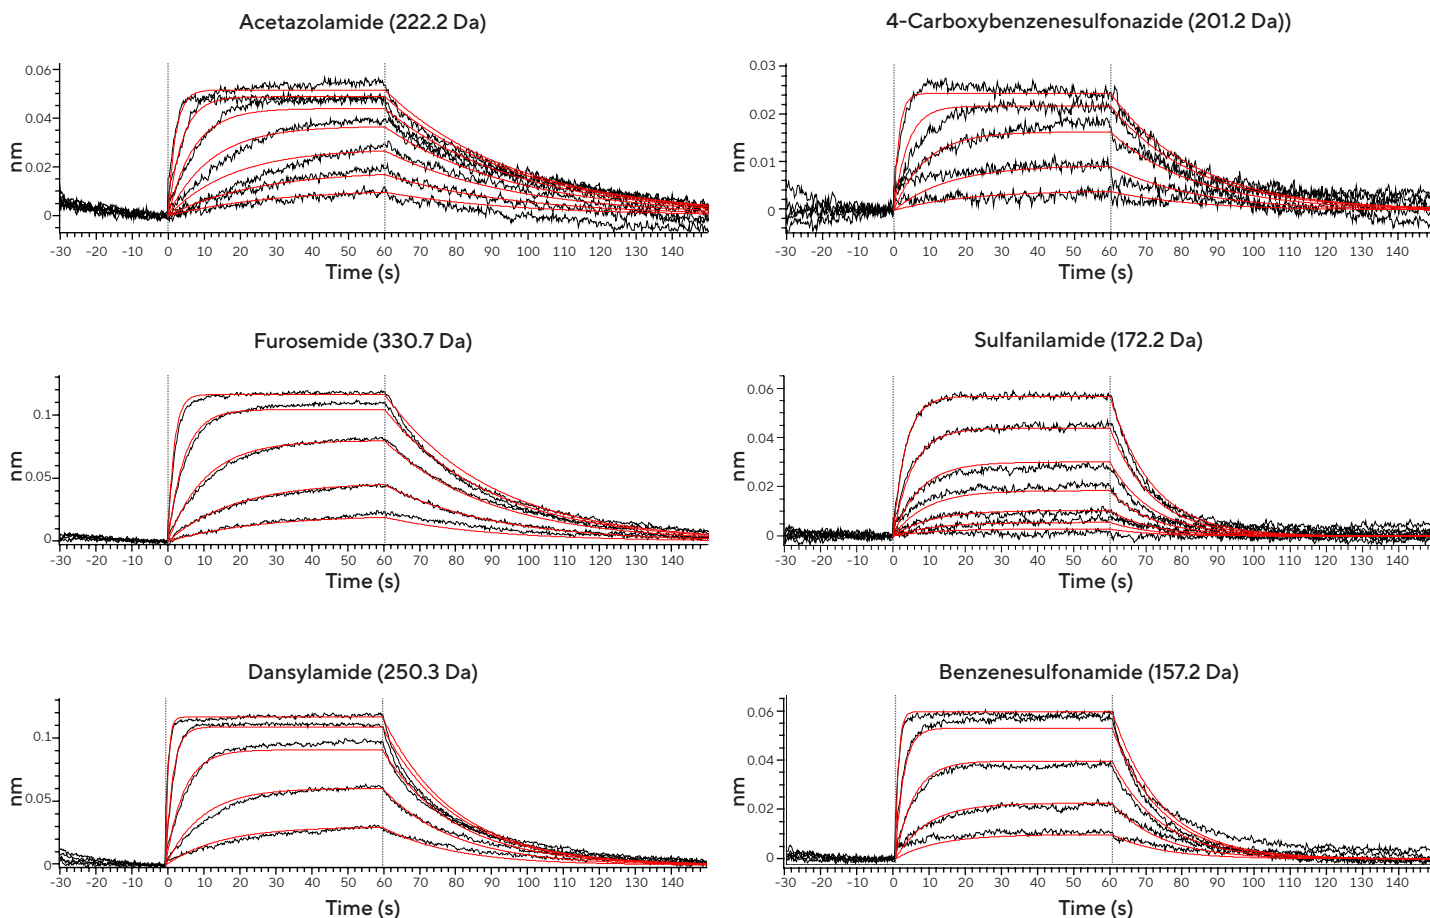 Acetazolamide (222.2 Da)
0.06
0.04
0.02
0
nm
-30 -20 -10 0 10 20 30 40 50 60 70 80 90 100 110 120 130 140
Time (s)
4-Carboxybenzenesulfonazide (201.2 Da))
0.03
0.02
0.01
0
nm
-30 -20 -10 0 10 20 30 40 50 60 70 80 90 100 110 120 130 140
Time (s)
Furosemide (330.7 Da)
0.1
0.05
0
nm
-30 -20 -10 0 10 20 30 40 50 60 70 80 90 100 110 120 130 140
Time (s)
Sulfanilamide (172.2 Da)
0.06
0.04
0.02
0
nm
-30 -20 -10 0 10 20 30 40 50 60 70 80 90 100 110 120 130 140
Time (s)
Dansylamide (250.3 Da)
0.1
0.05
0
nm
-30 -20 -10 0 10 20 30 40 50 60 70 80 90 100 110 120 130 140
Time (s)
Benzenesulfonamide (157.2 Da)
0.06
0.04
0.02
0
nm
-30 -20 -10 0 10 20 30 40 50 60 70 80 90 100 110 120 130 140
Time (s)